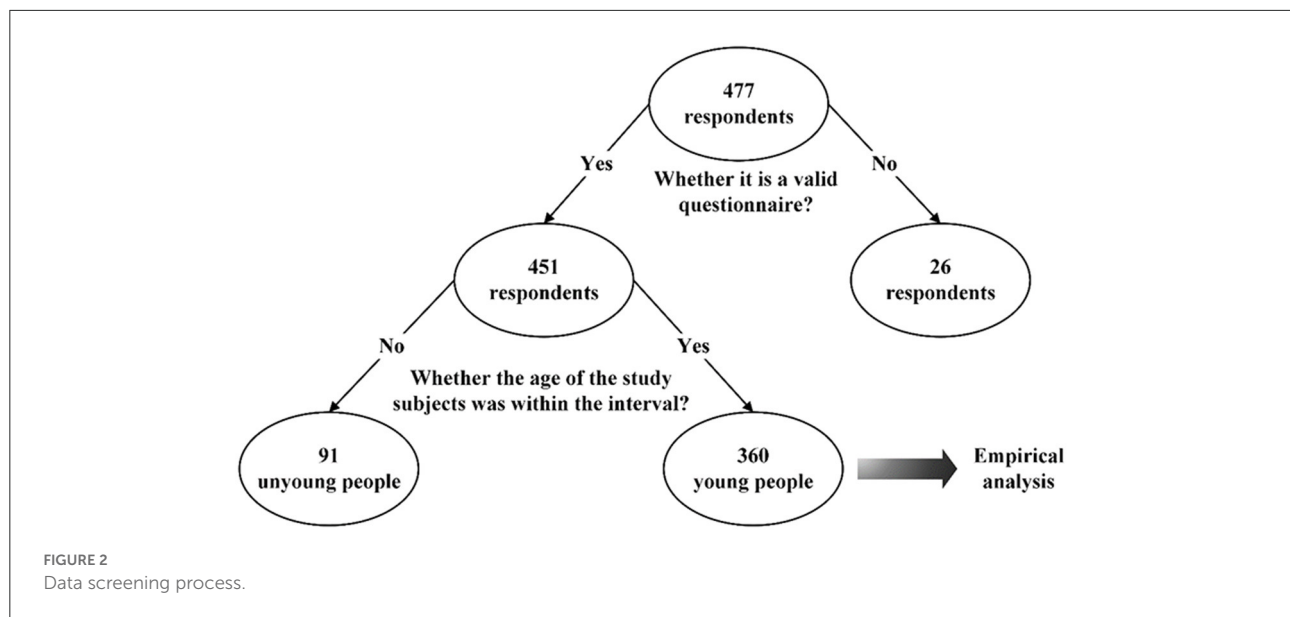 477
respondents
Yes
No
Whether it is a valid
questionnaire?
451
respondents
26
respondents
No
Yes
Whether the age of the study
subjects was within the interval?
91
unyoung people
360
young people
Empirical
analysis
FIGURE 2
Data screening process.